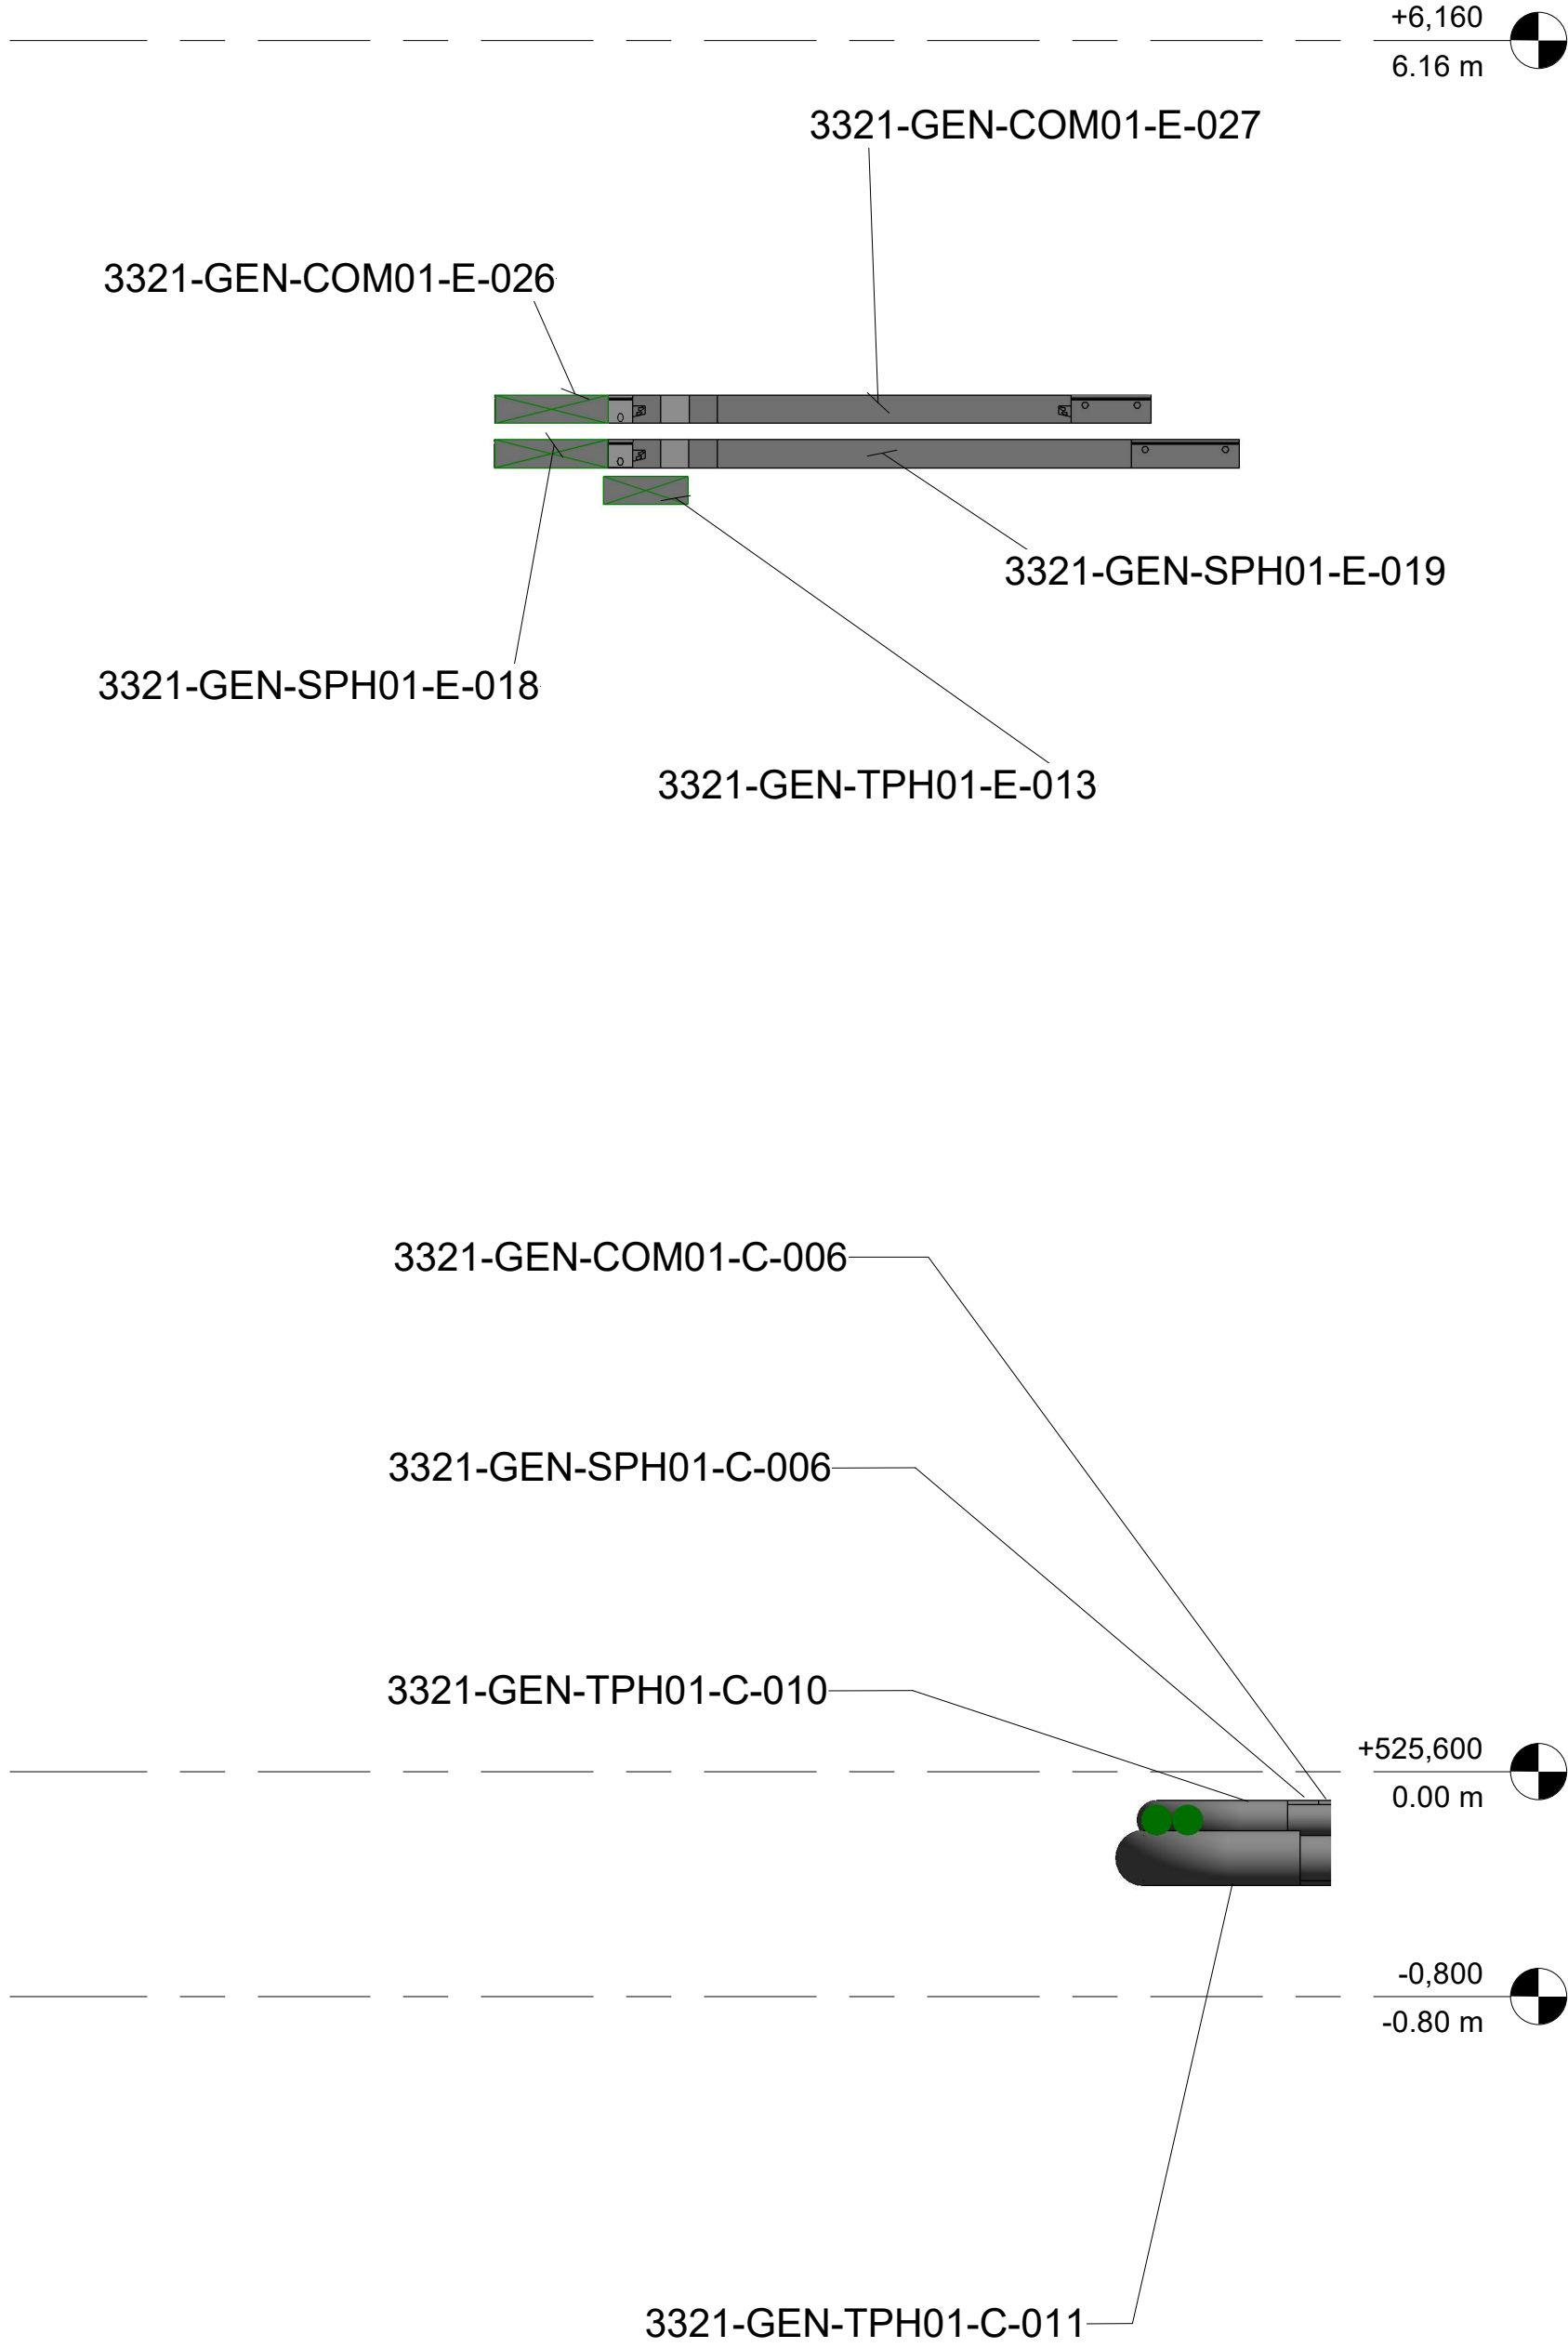 +6,160
6.16 m
3321-GEN-COM01-E-027
3321-GEN-COM01-E-026
3321-GEN-SPH01-E-019
3321-GEN-SPH01-E-018
3321-GEN-TPH01-E-013
3321-GEN-COM01-C-006
3321-GEN-SPH01-C-006
3321-GEN-TPH01-C-010
+525,600
0.00 m
-0,800
-0.80 m
3321-GEN-TPH01-C-011